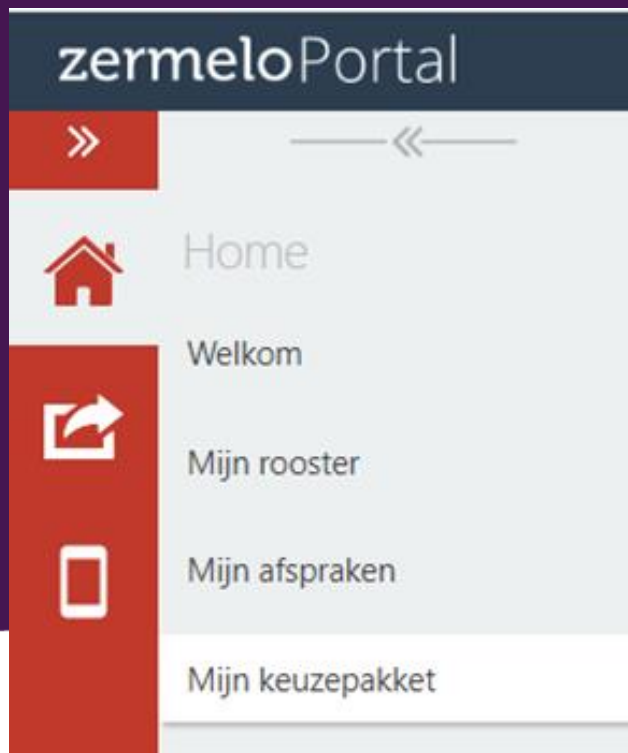 zermeloPortal
Home
Welkom
Mijn rooster
Mijn afspraken
Mijn keuzepakket